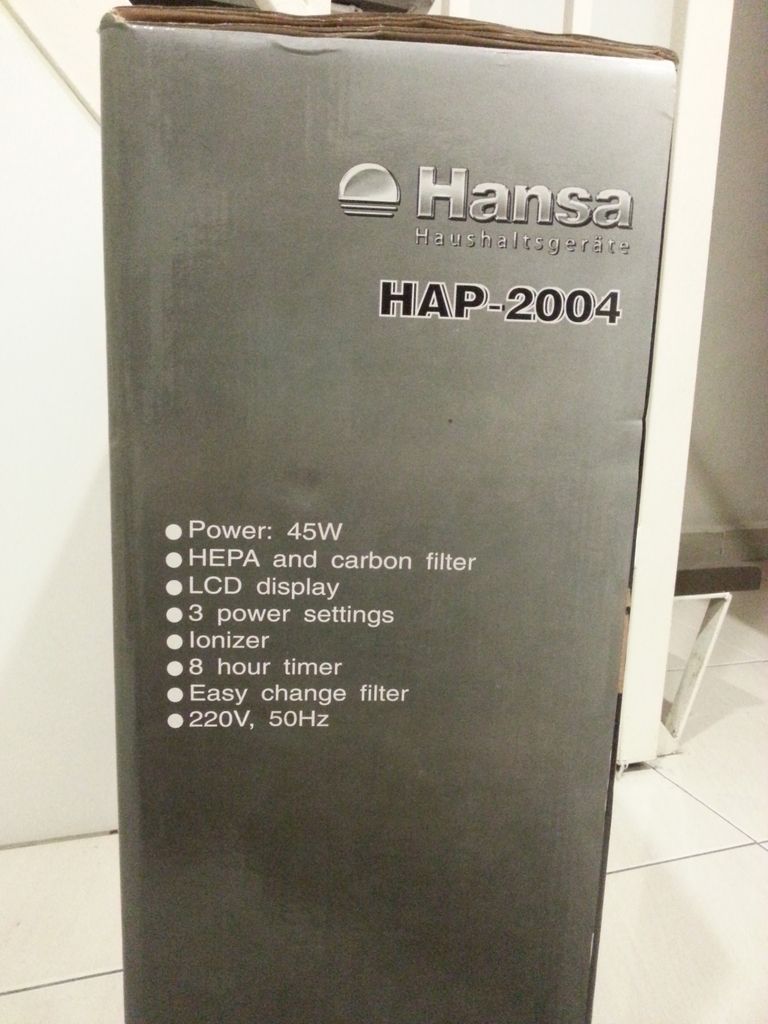 Hansa
Haushaltsgeräte
HAP-2004
● Power: 45W
● HEPA and carbon filter
● LCD display
● 3 power settings
● Ionizer
● 8 hour timer
● Easy change filter
● 220V, 50Hz